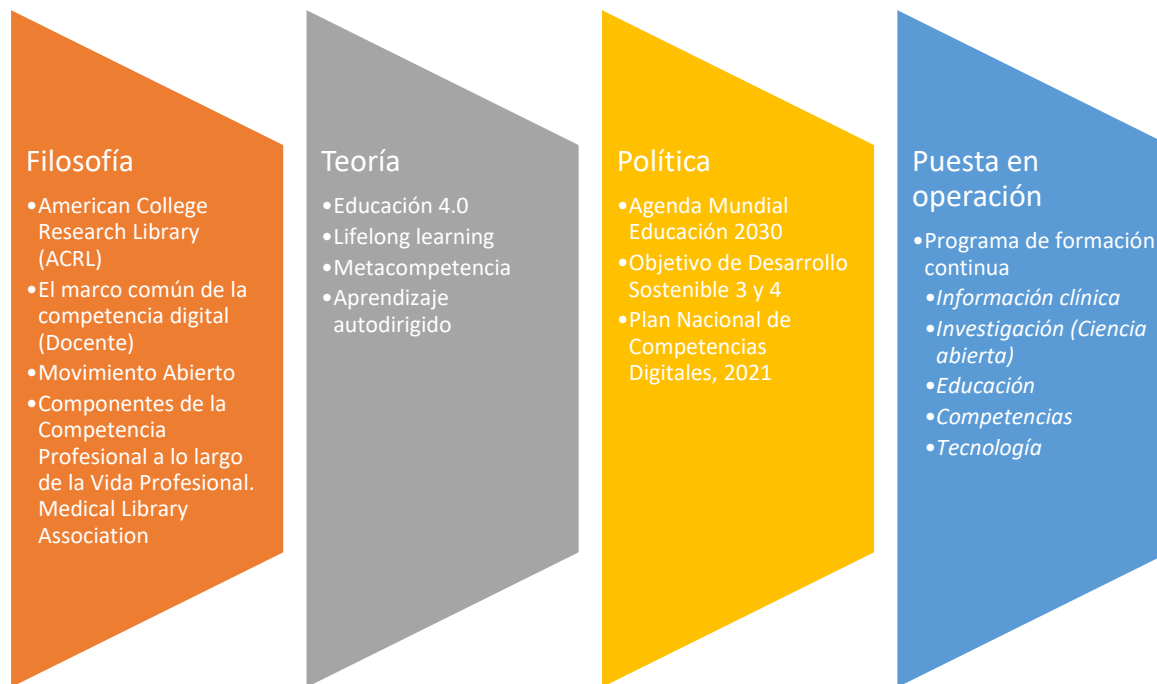 Filosofía
•American College
Research Library
(ACRL)
•El marco común de la
competencia digital
(Docente)
•Movimiento Abierto
•Componentes de la
Competencia
Profesional a lo largo
de la Vida Profesional.
Medical Library
Association
Teoría
•Educación 4.0
•Lifelong learning
•Metacompetencia
•Aprendizaje
autodirigido
Política
•Agenda Mundial
Educación 2030
•Objetivo de Desarrollo
Sostenible 3 y 4
•Plan Nacional de
Competencias
Digitales, 2021
Puesta en
operación
•Programa de formación
continua
•Información clínica
•Investigación (Ciencia
abierta)
•Educación
•Competencias
•Tecnología